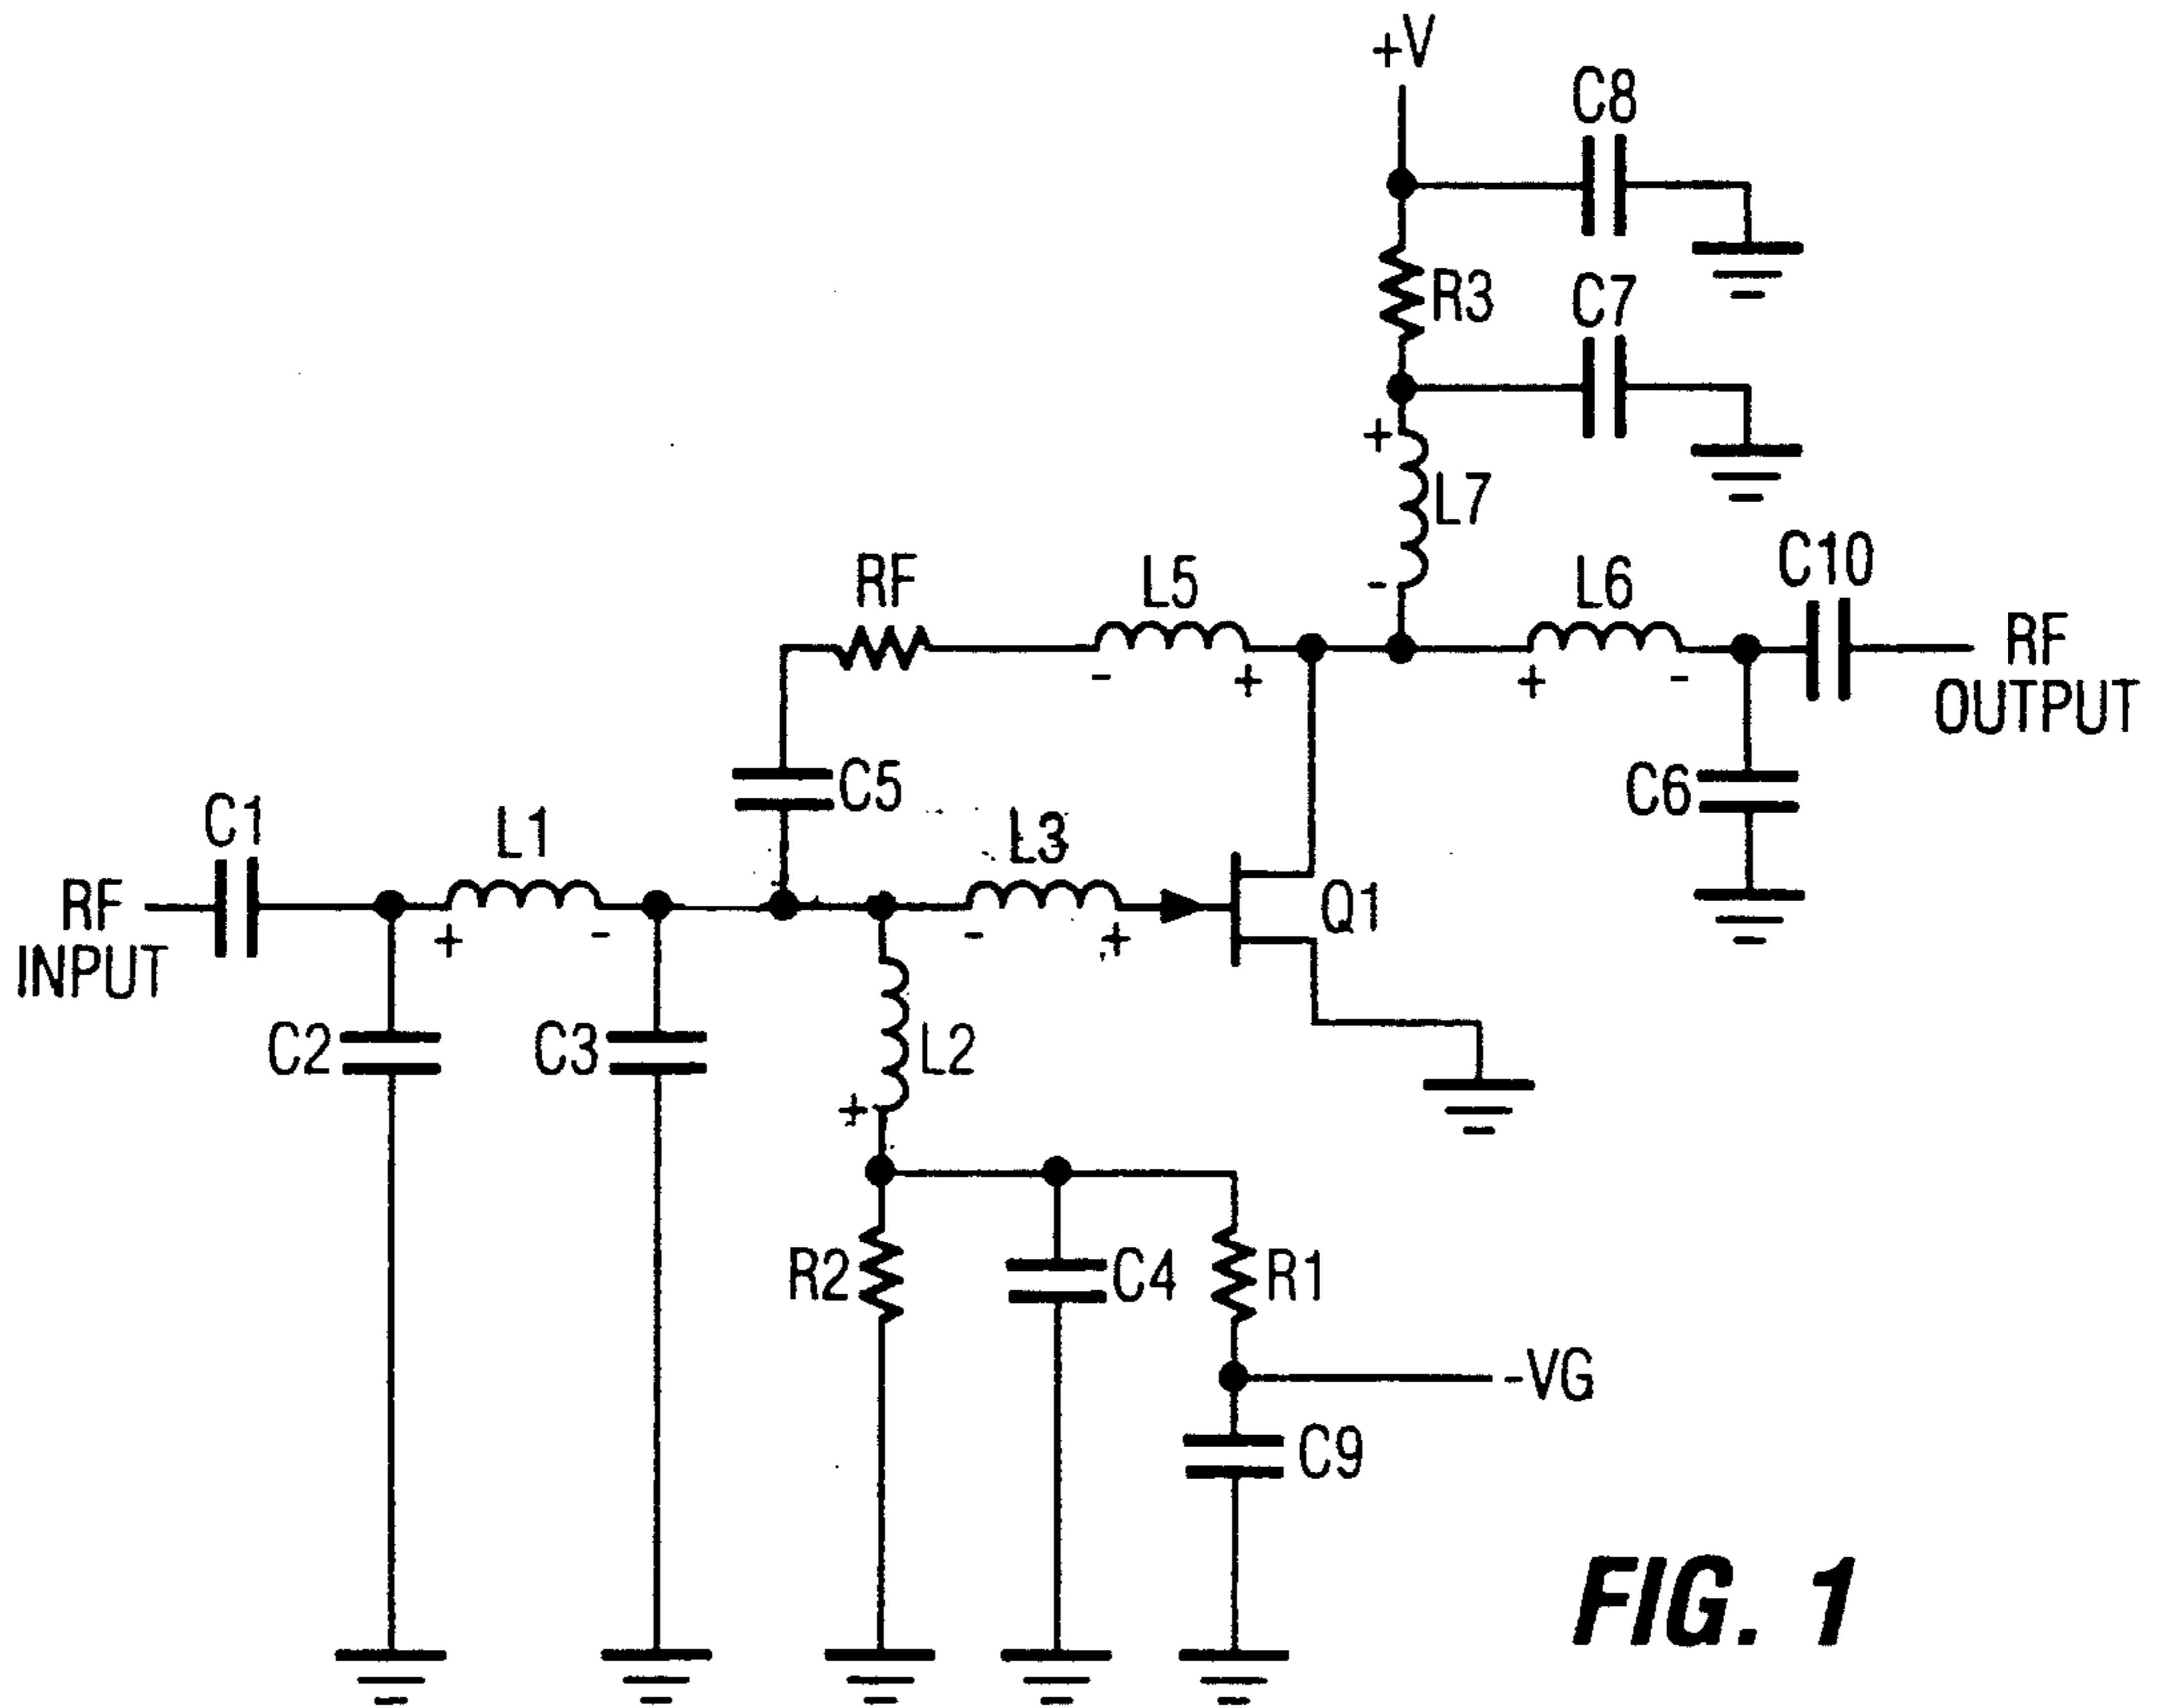 +V
C8
R3
C7
+
L7
-
RF
L5
L6
C10
RF
OUTPUT
-
+
+
-
C5
C6
C1
L1
L3
RF
INPUT
Q1
+
-
-
+
C2
C3
L2
+
R2
C4
R1
-VG
C9
FIG. 1